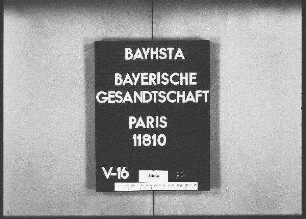 BAYHSTA
BAYERISCHE
GESANDTSCHAFT
PARIS
11810
V-16